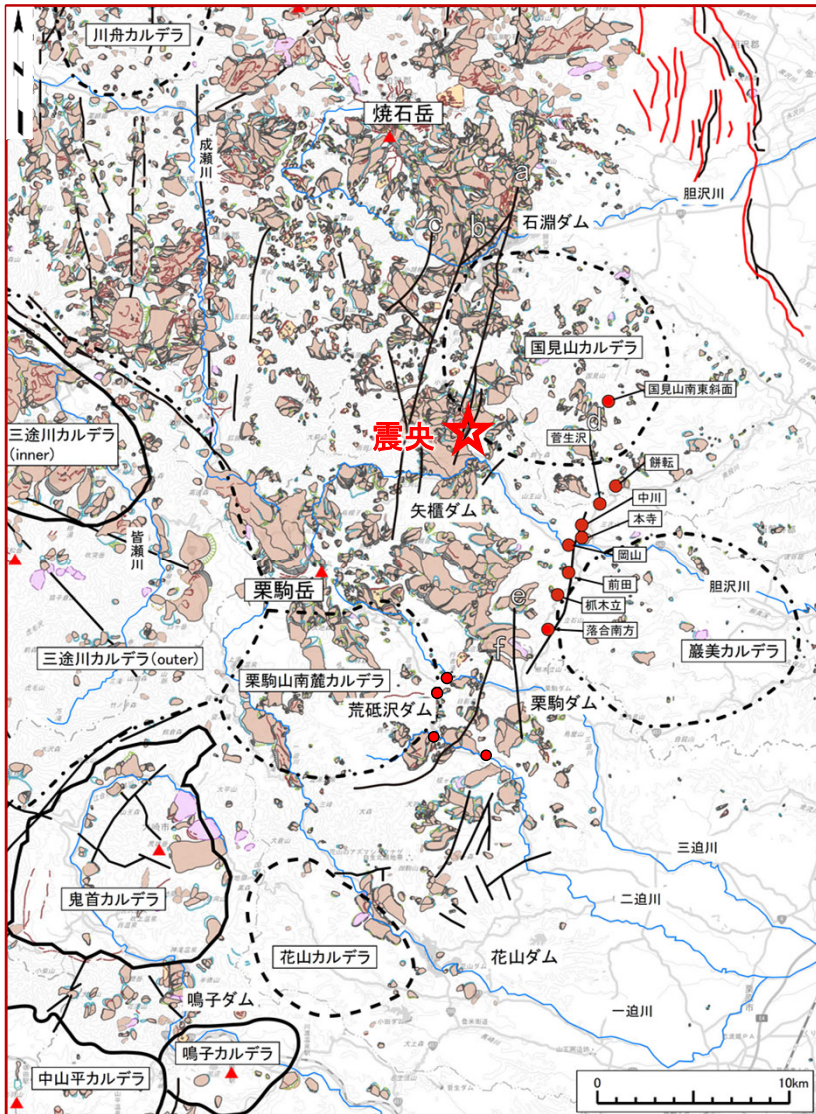 川舟カルデラ
焼石岳
成瀬川
a
b
c
石淵ダム
胆沢川
国見山カルデラ
国見山南東斜面
三途川カルデラ
(inner)
震央
d
菅生沢
餅転
中川
本寺
岡山
矢櫃ダム
皆瀬川
栗駒岳
前田
胆沢川
e
柧木立
落合南方
三途川カルデラ(outer)
f
栗駒山南麓カルデラ
巖美カルデラ
荒砥沢ダム
栗駒ダム
鬼首カルデラ
三迫川
二迫川
花山カルデラ
花山ダム
鳴子ダム
一迫川
鳴子カルデラ
中山平カルデラ
0
10km